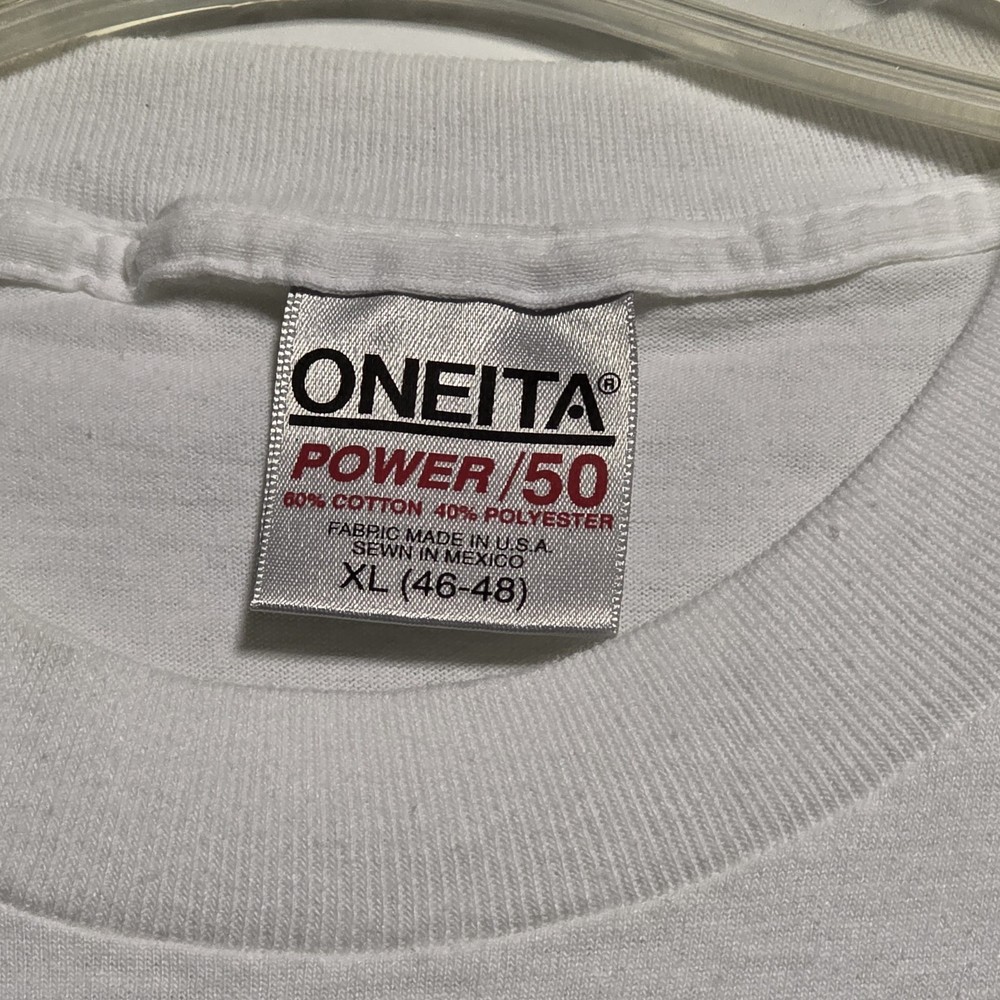 ONEITA®
POWER/50
60% COTTON 40% POLYESTER
FABRIC MADE IN U.S.A.
SEWN IN MEXICO
XL (46-48)